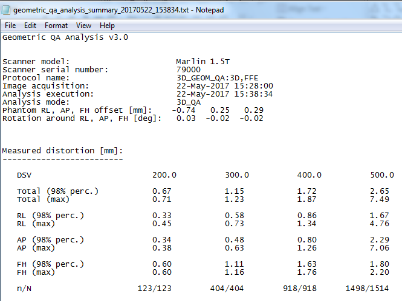 geometric_qa_analysis_summary_20170522_153834.txt - Notepad
File Edit Format View Help
Geometric QA Analysis v3.0
Scanner model: Marlin 1.5T
Scanner serial number: 79000
Protocol name: 3D_GEOM_QA:3D,FFE
Image acquisition: 22-May-2017 15:28:00
Analysis execution: 22-May-2017 15:38:34
Analysis mode: 3D_QA
Phantom RL, AP, FH offset [mm]: -0.74 0.25 0.29
Rotation around RL, AP, FH [deg]: 0.03 -0.02 -0.02
Measured distortion [mm]:
-------------------------
DSV 200.0 300.0 400.0 500.0
Total (98% perc.) 0.67 1.15 1.72 2.65
Total (max) 0.71 1.23 1.87 7.49
RL (98% perc.) 0.33 0.58 0.86 1.67
RL (max) 0.45 0.73 1.34 4.76
AP (98% perc.) 0.34 0.48 0.80 2.29
AP (max) 0.38 0.63 1.26 7.06
FH (98% perc.) 0.60 1.11 1.63 1.80
FH (max) 0.60 1.16 1.76 2.20
n/N 123/123 404/404 918/918 1498/1514